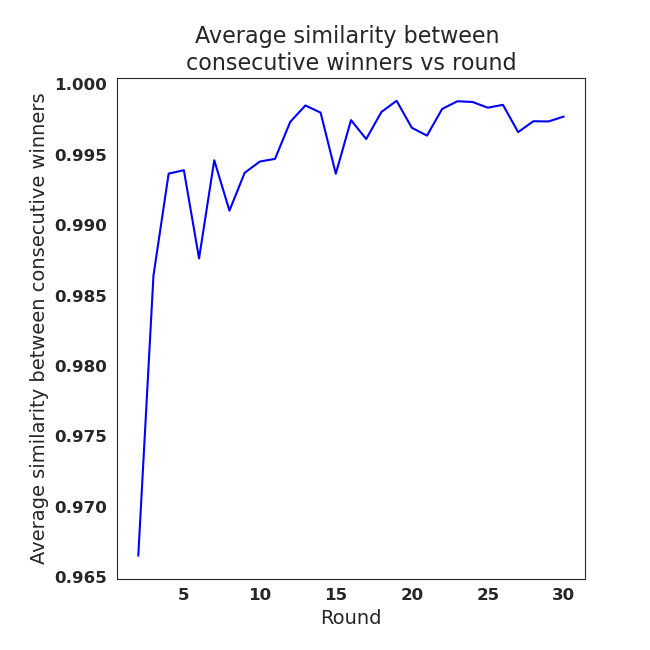 Average similarity between
consecutive winners vs round
Average similarity between consecutive winners
1.000
0.995
0.990
0.985
0.980
0.975
0.970
0.965
5 10 15 20 25 30
Round